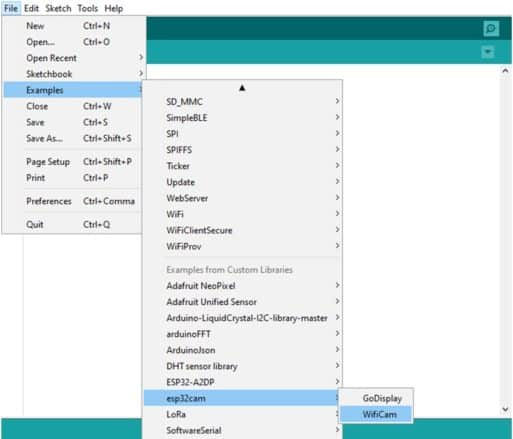 File Edit Sketch Tools Help
New Ctrl+N
Open... Ctrl+O
Open Recent
Sketchbook
Examples
Close Ctrl+W
Save Ctrl+S
Save As... Ctrl+Shift+S
Page Setup Ctrl+Shift+P
Print Ctrl+P
Preferences Ctrl+Comma
Quit Ctrl+Q
SD_MMC
SimpleBLE
SPI
SPIFFS
Ticker
Update
WebServer
WiFi
WiFiClientSecure
WiFiProv
Examples from Custom Libraries
Adafruit NeoPixel
Adafruit Unified Sensor
Arduino-LiquidCrystal-I2C-library-master
arduinoFFT
ArduinoJson
DHT sensor library
ESP32-A2DP
esp32cam
LoRa
SoftwareSerial
GoDisplay
WifiCam